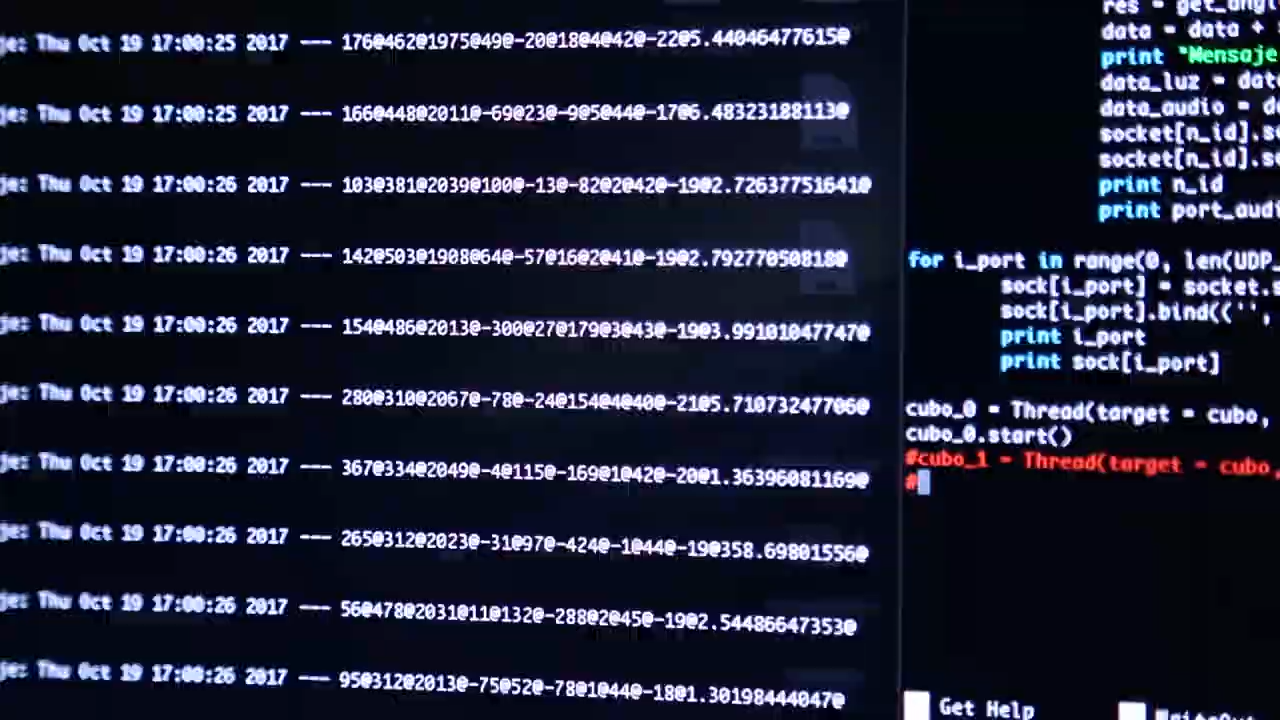 je: Thu Oct 19 17:00:25 2017 --- 176@462@1975@49@-20@18@4@42@-22@5.44046477615@
je: Thu Oct 19 17:00:25 2017 --- 166@448@2011@-69@23@-9@5@44@-17@6.483231188113@
je: Thu Oct 19 17:00:26 2017 --- 103@381@2039@100@-13@-82@2@42@-19@2.72637751641@
je: Thu Oct 19 17:00:26 2017 --- 142@503@1908@64@-57@16@2@41@-19@2.79277050818@
je: Thu Oct 19 17:00:26 2017 --- 154@486@2013@-300@27@179@3@43@-19@3.99101047747@
je: Thu Oct 19 17:00:26 2017 --- 280@310@2067@-78@-24@154@4@40@-21@5.71073247706@
je: Thu Oct 19 17:00:26 2017 --- 367@334@2049@-4@115@-169@1@42@-20@1.36396081169@
je: Thu Oct 19 17:00:26 2017 --- 265@312@2023@-31@97@-424@-1@44@-19@358.69801556@
je: Thu Oct 19 17:00:26 2017 --- 56@478@2031@11@132@-288@2@45@-19@2.54486647353@
je: Thu Oct 19 17:00:26 2017 --- 95@312@2013@-75@52@-78@1@44@-18@1.30198444047@
res = get_angl
data = data +
print "Mensaje
data_luz = dat
data_audio = d
socket[n_id].s
socket[n_id].s
print n_id
print port_audi
for i_port in range(0, len(UDP_
sock[i_port] = socket.s
sock[i_port].bind(('',
print i_port
print sock[i_port]
cubo_0 = Thread(target = cubo,
cubo_0.start()
#cubo_1 = Thread(target = cubo,
#
Get Help